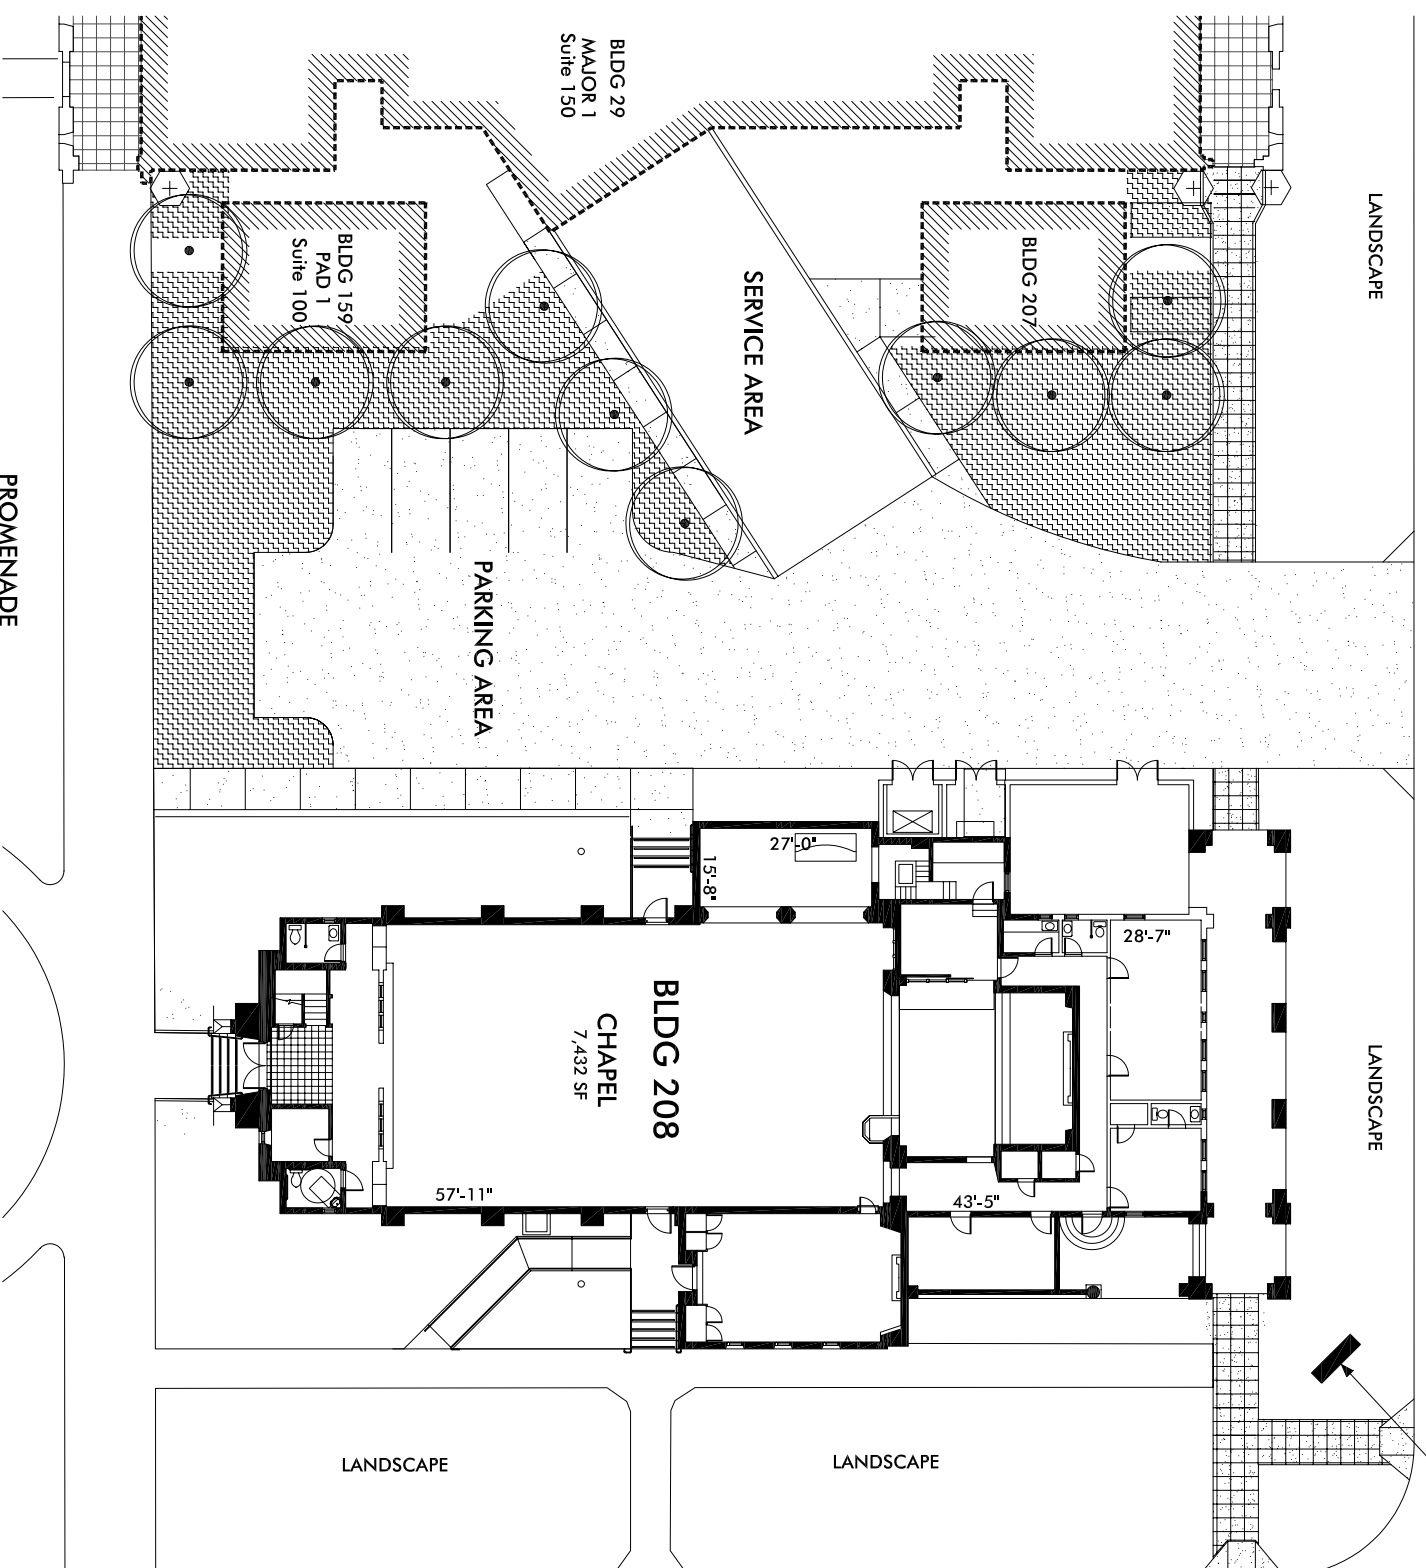 BLDG 29
MAJOR 1
Suite 150
LANDSCAPE
BLDG 159
PAD 1
Suite 100
BLDG 207
SERVICE AREA
PROMENADE
PARKING AREA
27'-0"
15'-8"
28'-7"
BLDG 208
CHAPEL
7,432 SF
LANDSCAPE
57'-11"
43'-5"
LANDSCAPE
LANDSCAPE